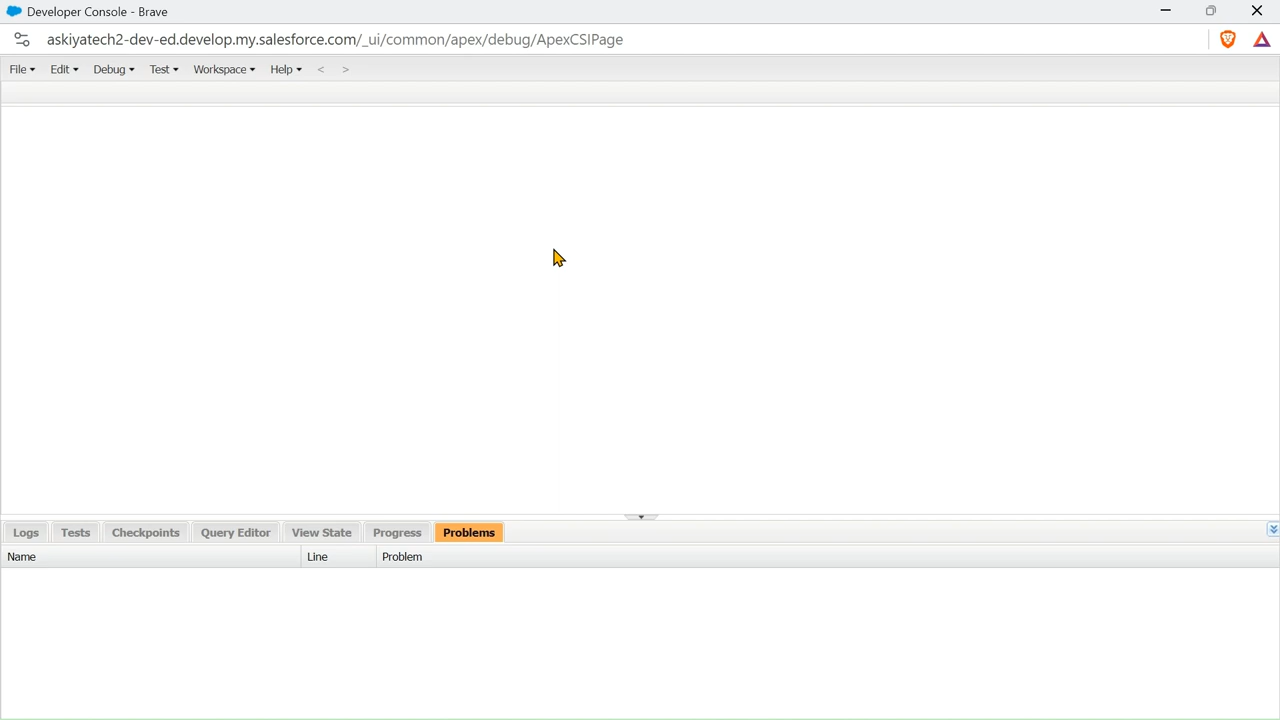 Developer Console - Brave
askiyatech2-dev-ed.develop.my.salesforce.com/_ui/common/apex/debug/ApexCSIPage
File Edit Debug Test Workspace Help < >
Logs Tests Checkpoints Query Editor View State Progress Problems
Name Line Problem